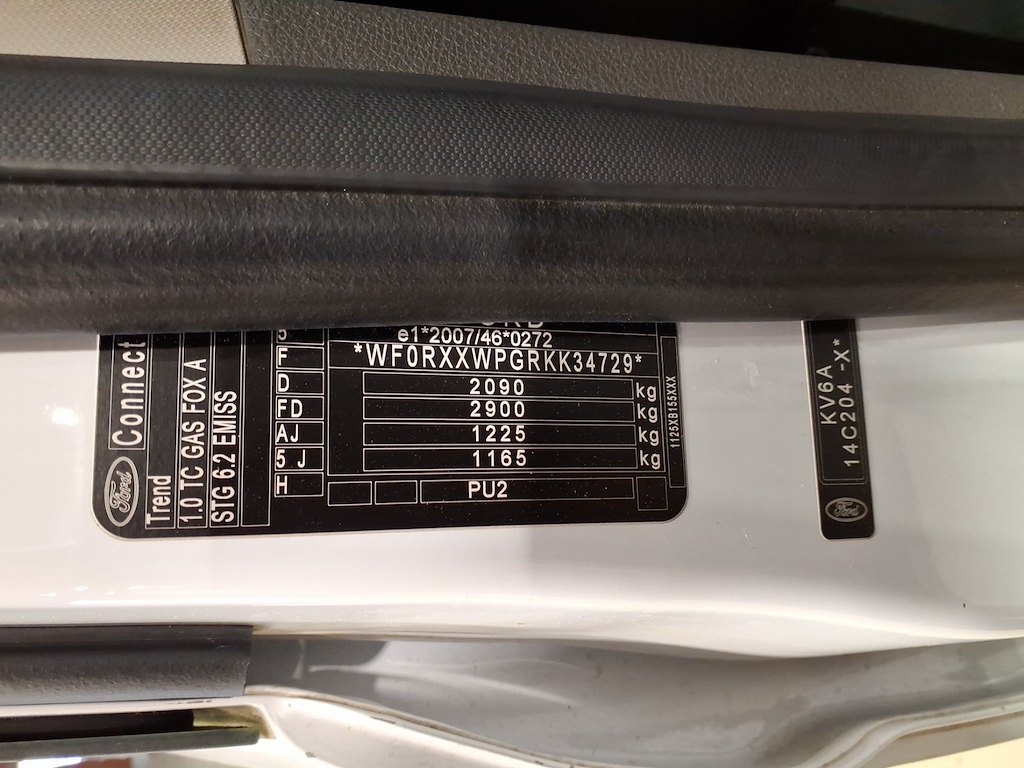 Connect
Ford
Trend
1.0 TC GAS FOX A
STG 6.2 EMISS
5
F
D
FD
AJ
5 J
H
e1*2007/46*0272
*WF0RXXWPGRKK34729*
2090 kg
2900 kg
1225 kg
1165 kg
PU2
1125XB155XXX
KV6A
14C204 -X*
Ford